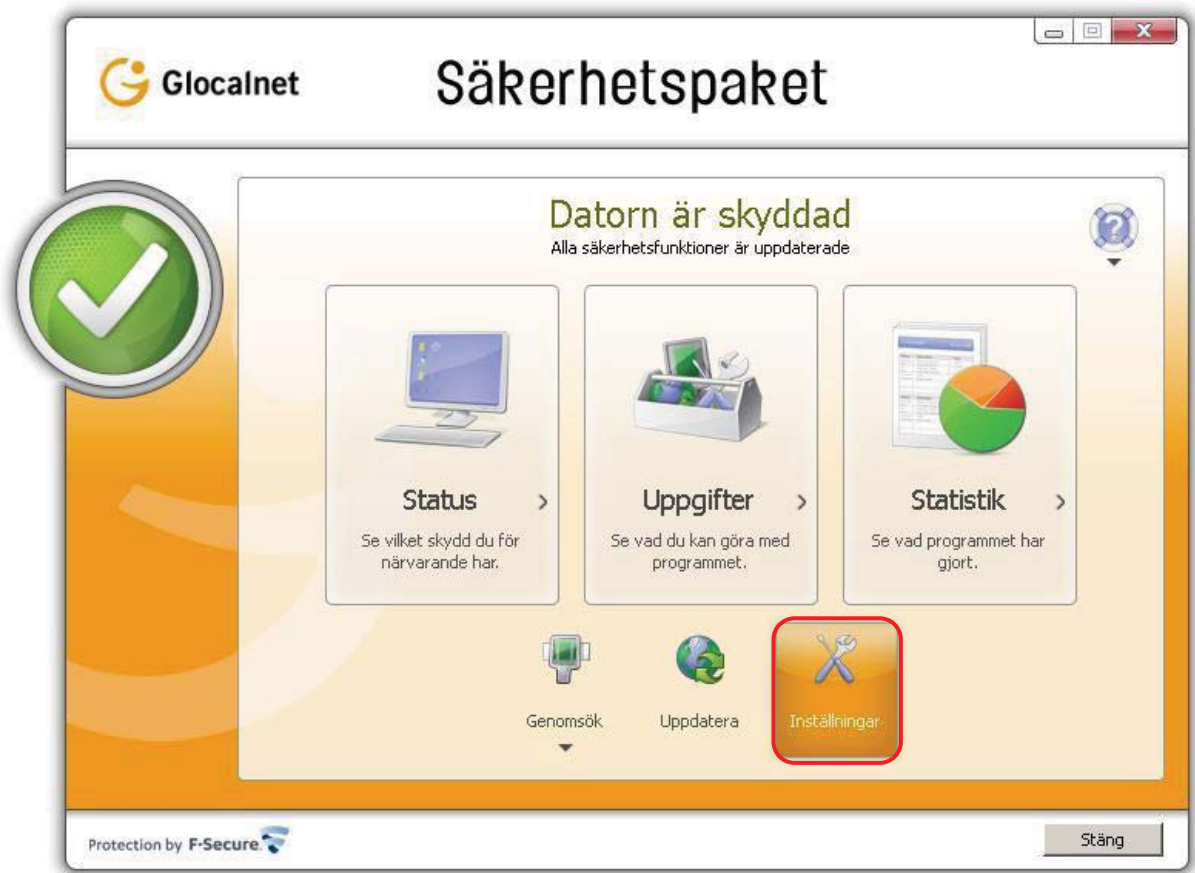 Glocalnet
Säkerhetspaket
Datorn är skyddad
Alla säkerhetsfunktioner är uppdaterade
Status
Se vilket skydd du för
närvarande har.
Uppgifter
Se vad du kan göra med
programmet.
Statistik
Se vad programmet har
gjort.
Genomsök
Uppdatera
Inställningar
Protection by F-Secure
Stäng